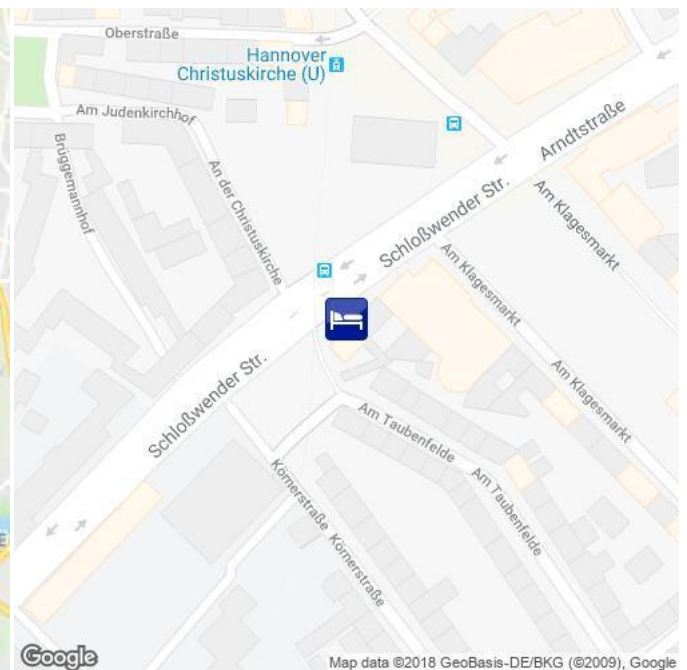 Oberstraße
Hannover
Christuskirche (U)
Am Judenkirchhof
Arndtstraße
Brüggemannhof
An der Christuskirche
Schloßwender Str.
Am Klagesmarkt
Am Klagesmarkt
Schloßwender Str.
Am Klagesmarkt
Am Taubenfelde
Am Taubenfelde
Körnerstraße
Körnerstraße
E
Google
Map data ©2018 GeoBasis-DE/BKG (©2009), Google